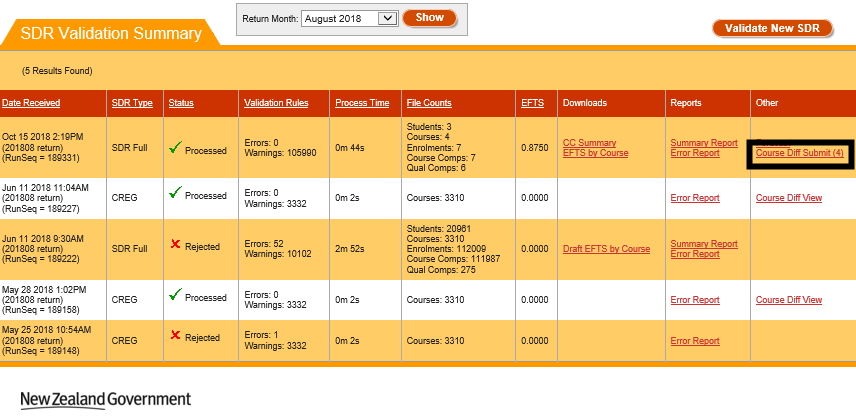 Return Month: August 2018 Show
SDR Validation Summary
Validate New SDR
(5 Results Found)
Date Received SDR Type Status Validation Rules Process Time File Counts EFTS Downloads Reports Other
Oct 15 2018 2:19PM
(201808 return)
(RunSeq = 189331)
SDR Full
Processed
Errors: 0
Warnings: 105990
0m 44s
Students: 3
Courses: 4
Enrolments: 7
Course Comps: 7
Qual Comps: 6
0.8750
CC Summary
EFTS by Course
Summary Report
Error Report
Course Diff Submit (4)
Jun 11 2018 11:04AM
(201808 return)
(RunSeq = 189227)
CREG
Processed
Errors: 0
Warnings: 3332
0m 2s
Courses: 3310
0.0000
Error Report
Course Diff View
Jun 11 2018 9:30AM
(201808 return)
(RunSeq = 189222)
SDR Full
Rejected
Errors: 52
Warnings: 10102
2m 52s
Students: 20961
Courses: 3310
Enrolments: 112009
Course Comps: 111987
Qual Comps: 275
0.0000
Draft EFTS by Course
Summary Report
Error Report
May 28 2018 1:02PM
(201808 return)
(RunSeq = 189158)
CREG
Processed
Errors: 0
Warnings: 3332
0m 2s
Courses: 3310
0.0000
Error Report
Course Diff View
May 25 2018 10:54AM
(201808 return)
(RunSeq = 189148)
CREG
Rejected
Errors: 1
Warnings: 3332
0m 2s
Courses: 3310
0.0000
Error Report
New Zealand Government